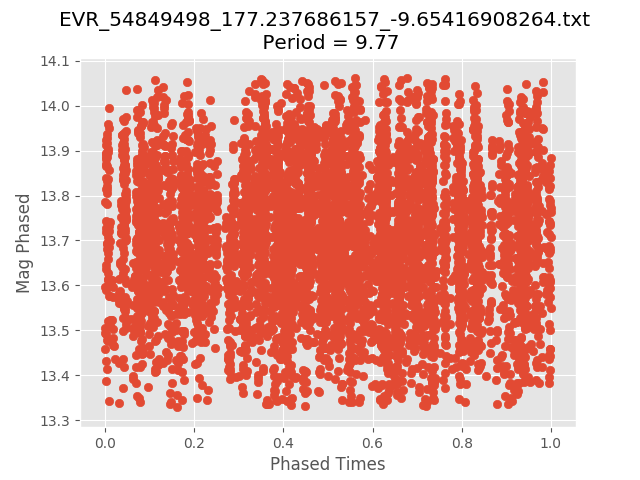 EVR_54849498_177.237686157_-9.65416908264.txt
Period = 9.77
14.1
14.0
13.9
13.8
13.7
13.6
13.5
13.4
13.3
Mag Phased
0.0 0.2 0.4 0.6 0.8 1.0
Phased Times